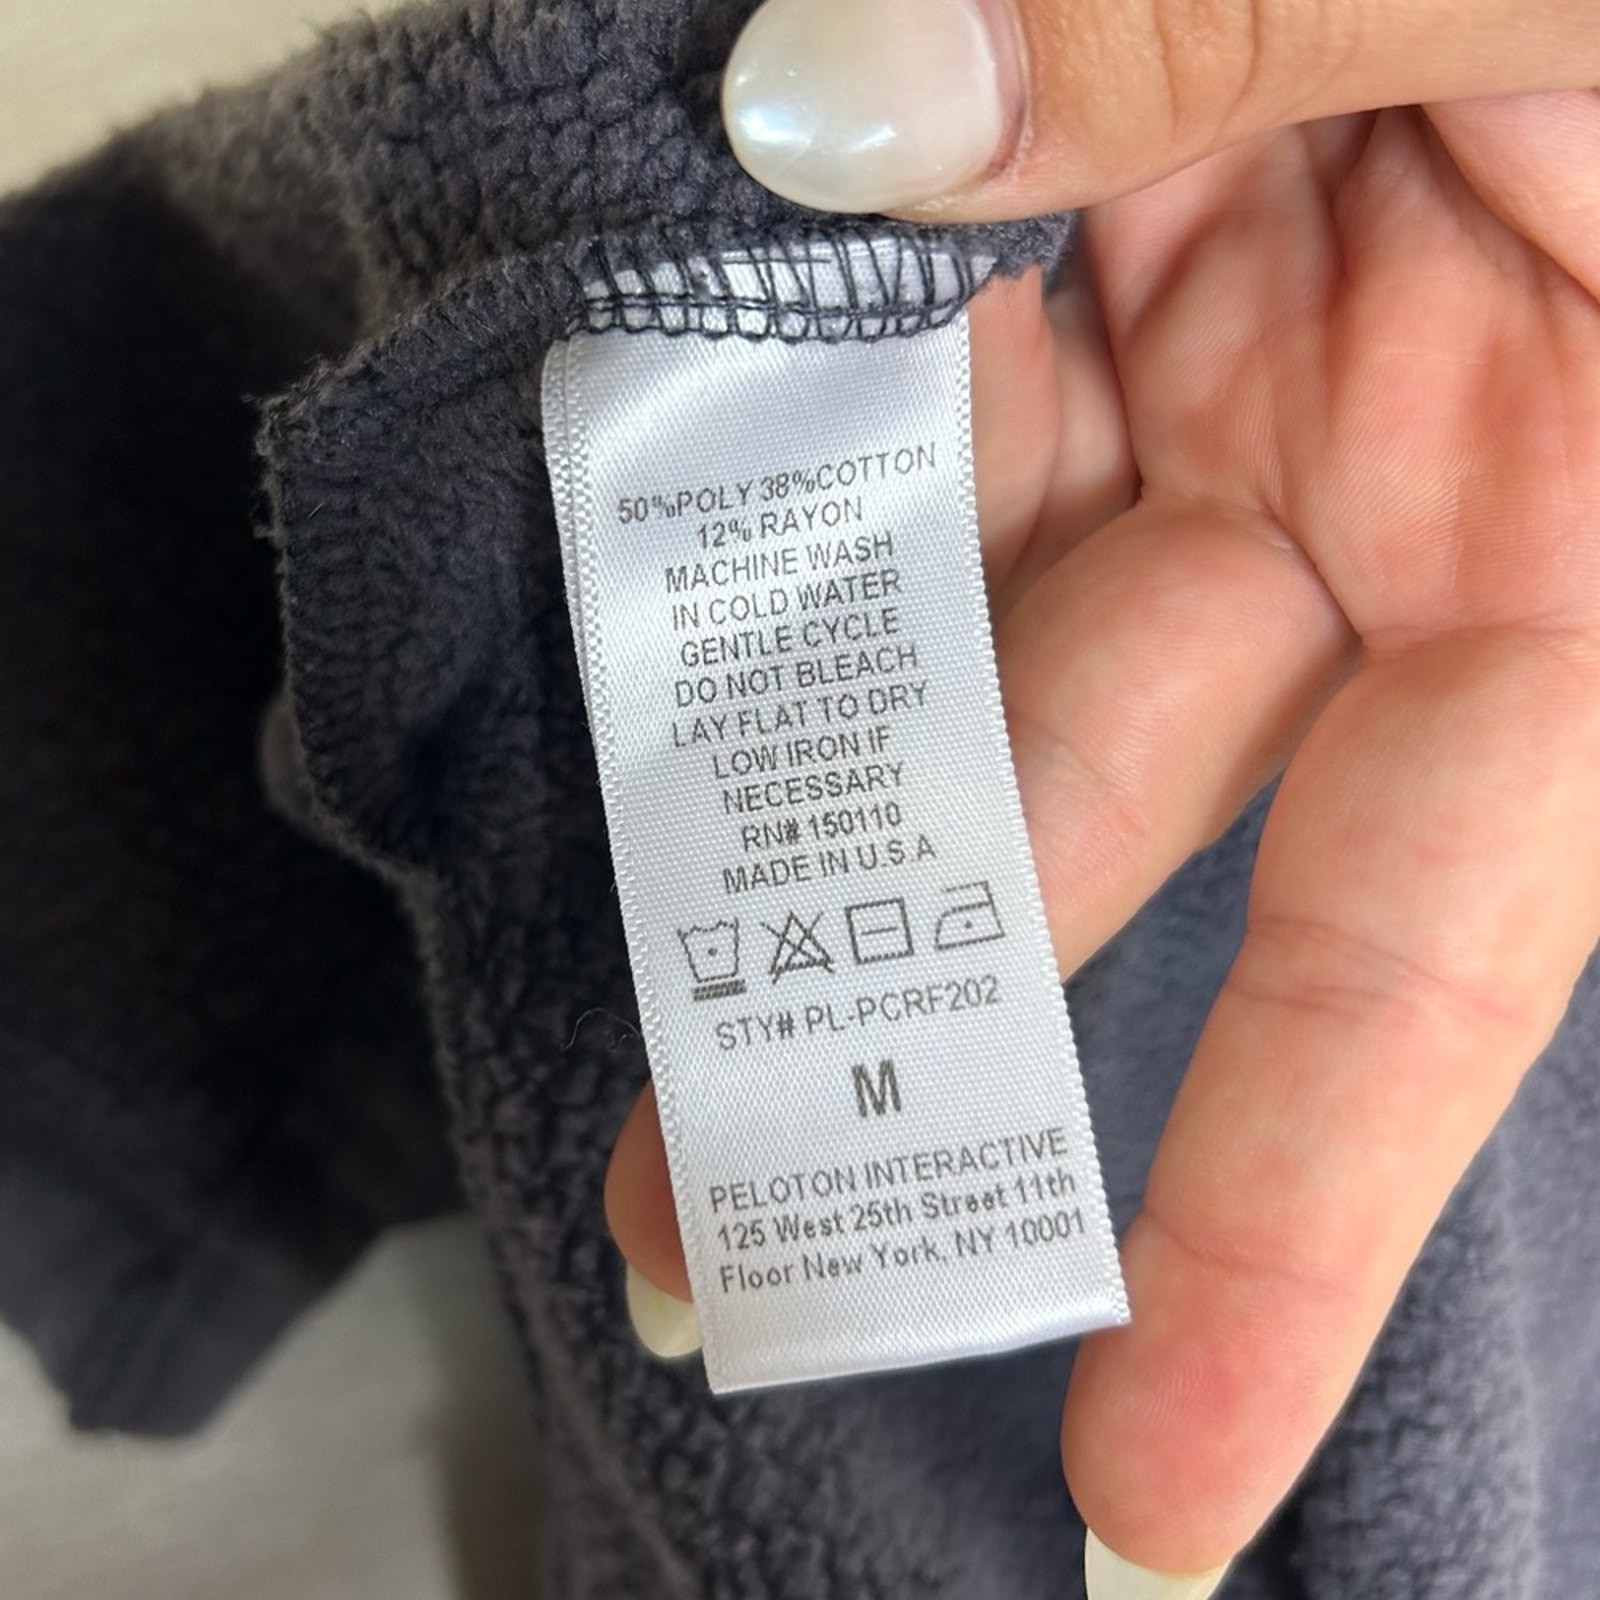 50%POLY 38%COTTON
12% RAYON
MACHINE WASH
IN COLD WATER
GENTLE CYCLE
DO NOT BLEACH
LAY FLAT TO DRY
LOW IRON IF
NECESSARY
RN# 150110
MADE IN U.S.A
STY# PL-PCRF202
M
PELOTON INTERACTIVE
125 West 25th Street 11th
Floor New York, NY 10001